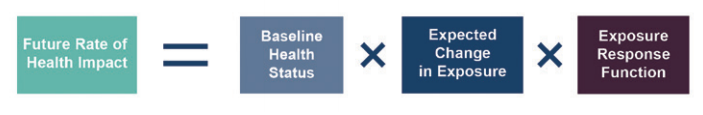 Future Rate of
Health Impact
=
Baseline
Health
Status
×
Expected
Change
in Exposure
×
Exposure
Response
Function